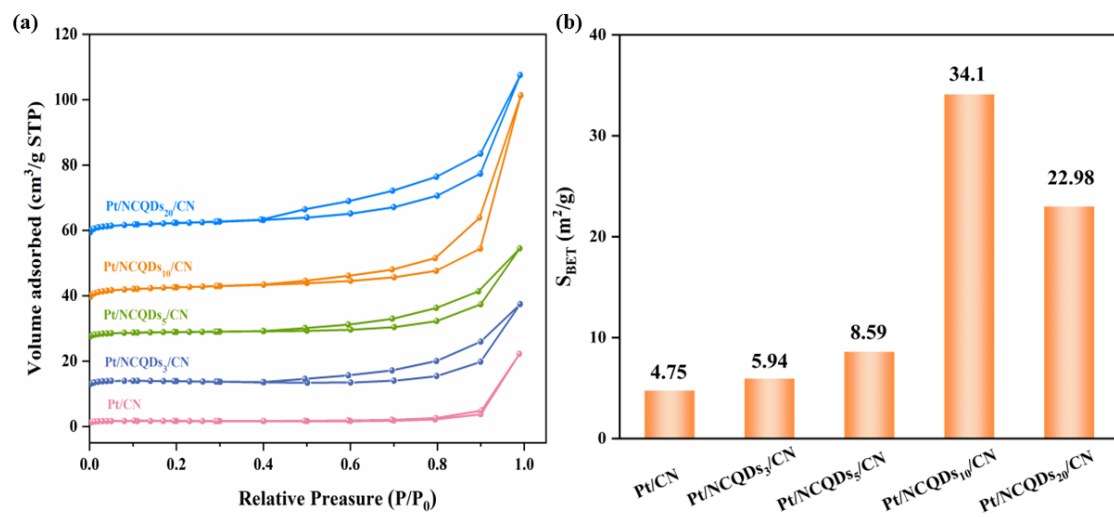 (a)
120
100
80
60
40
20
0
Volume adsorbed (cm³/g STP)
Pt/NCQDs₂₀/CN
Pt/NCQDs₁₀/CN
Pt/NCQDs₅/CN
Pt/NCQDs₃/CN
Pt/CN
0.0 0.2 0.4 0.6 0.8 1.0
Relative Preasure (P/P₀)
(b)
40
30
20
10
0
S_BET (m²/g)
4.75
5.94
8.59
34.1
22.98
Pt/CN
Pt/NCQDs₃/CN
Pt/NCQDs₅/CN
Pt/NCQDs₁₀/CN
Pt/NCQDs₂₀/CN